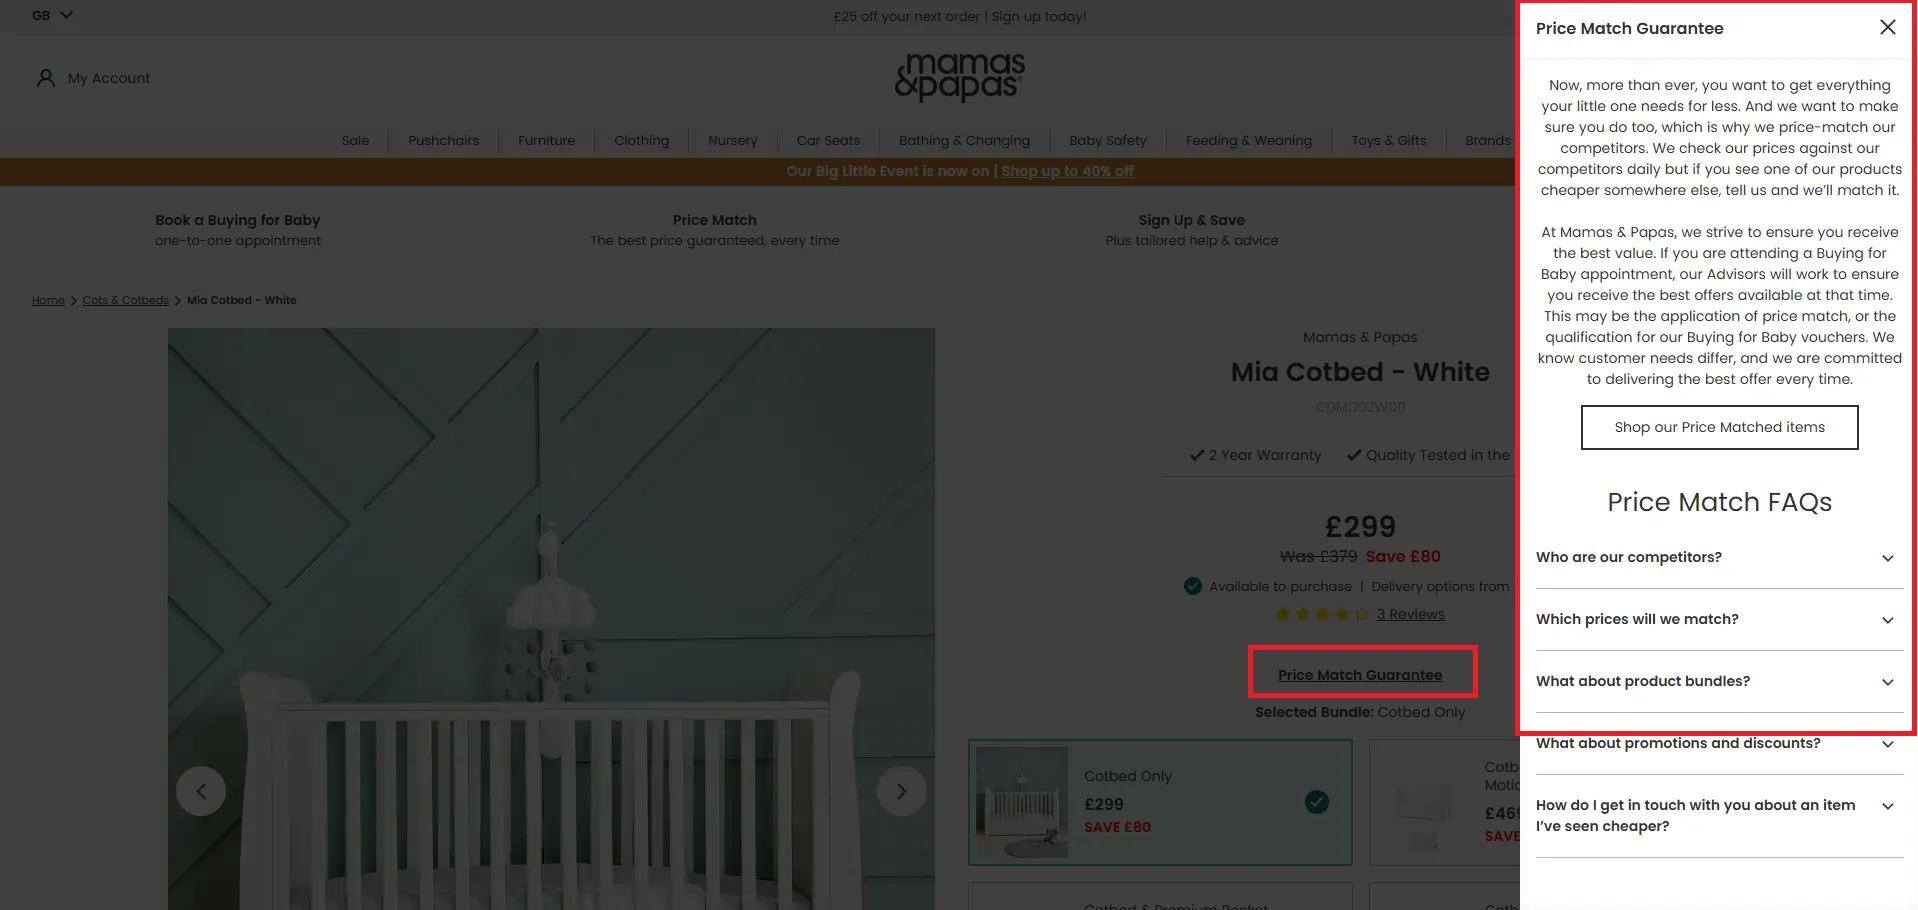 GB
£25 off your next order | Sign up today!
My Account
mamas
&papas
Sale
Pushchairs
Furniture
Clothing
Nursery
Car Seats
Bathing & Changing
Baby Safety
Feeding & Weaning
Toys & Gifts
Brands
Our Big Little Event is now on | Shop up to 40% off
Book a Buying for Baby
one-to-one appointment
Price Match
The best price guaranteed, every time
Sign Up & Save
Plus tailored help & advice
Home > Cots & Cotbeds > Mia Cotbed - White
Mamas & Papas
Mia Cotbed - White
CDMD02W00
2 Year Warranty
Quality Tested in the
£299
Was £379 Save £80
Available to purchase | Delivery options from
3 Reviews
Price Match Guarantee
Selected Bundle: Cotbed Only
Cotbed Only
£299
SAVE £80
Cotb
Motic
£469
SAVE
Cotbed & Premium Pocket
Cotb
Price Match Guarantee
Now, more than ever, you want to get everything
your little one needs for less. And we want to make
sure you do too, which is why we price-match our
competitors. We check our prices against our
competitors daily but if you see one of our products
cheaper somewhere else, tell us and we’ll match it.
At Mamas & Papas, we strive to ensure you receive
the best value. If you are attending a Buying for
Baby appointment, our Advisors will work to ensure
you receive the best offers available at that time.
This may be the application of price match, or the
qualification for our Buying for Baby vouchers. We
know customer needs differ, and we are committed
to delivering the best offer every time.
Shop our Price Matched items
Price Match FAQs
Who are our competitors?
Which prices will we match?
What about product bundles?
What about promotions and discounts?
How do I get in touch with you about an item
I’ve seen cheaper?